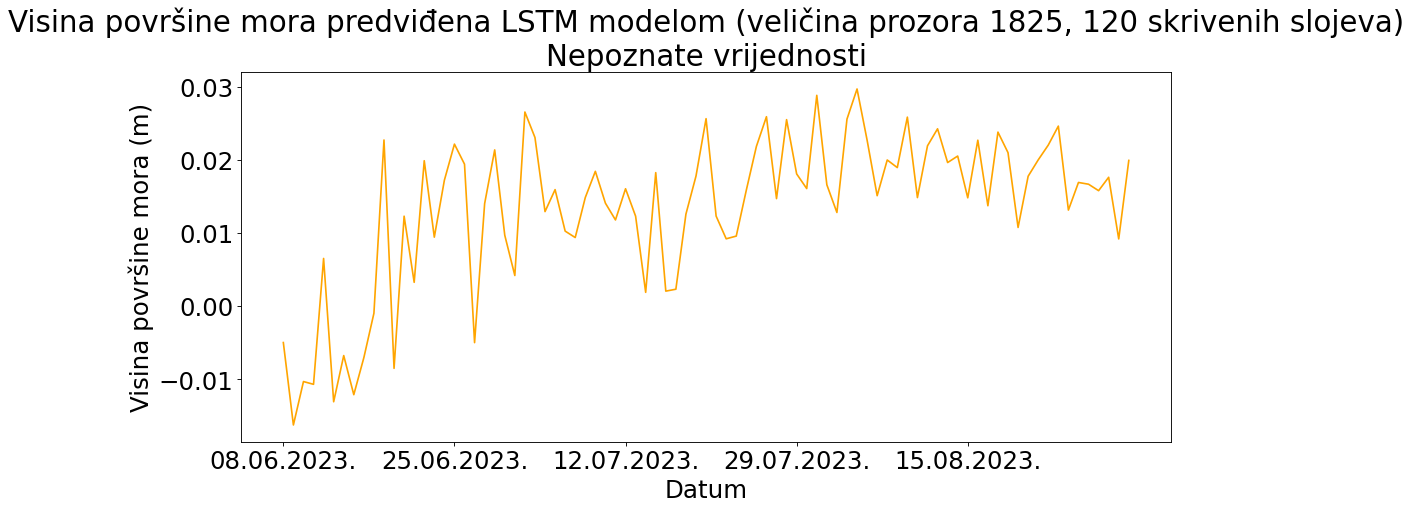 Visina površine mora predviđena LSTM modelom (veličina prozora 1825, 120 skrivenih slojeva)
Nepoznate vrijednosti
Visina površine mora (m)
0.03
0.02
0.01
0.00
−0.01
08.06.2023. 25.06.2023. 12.07.2023. 29.07.2023. 15.08.2023.
Datum